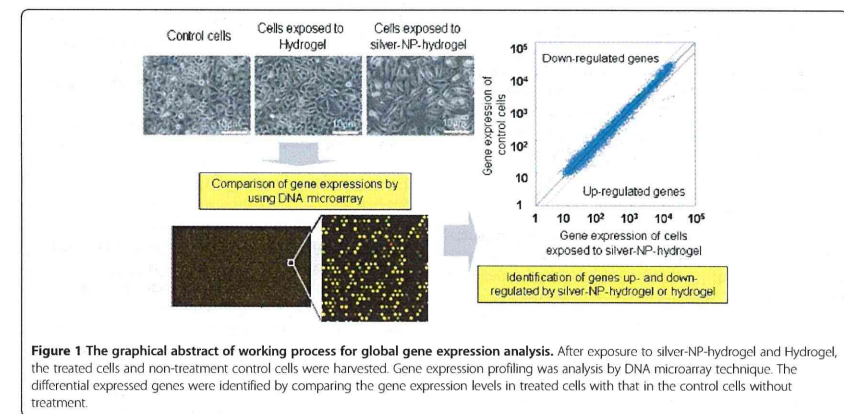 Control cells
Cells exposed to
Hydrogel
Cells exposed to
silver-NP-hydrogel
10μm
10μm
10μm
Comparison of gene expressions by
using DNA microarray
Gene expression of
control cells
10⁵
10⁴
10³
10²
10
1
Down-regulated genes
Up-regulated genes
1 10 10² 10³ 10⁴ 10⁵
Gene expression of cells
exposed to silver-NP-hydrogel
Identification of genes up- and down-
regulated by silver-NP-hydrogel or hydrogel
Figure 1 The graphical abstract of working process for global gene expression analysis. After exposure to silver-NP-hydrogel and Hydrogel,
the treated cells and non-treatment control cells were harvested. Gene expression profiling was analysis by DNA microarray technique. The
differential expressed genes were identified by comparing the gene expression levels in treated cells with that in the control cells without
treatment.